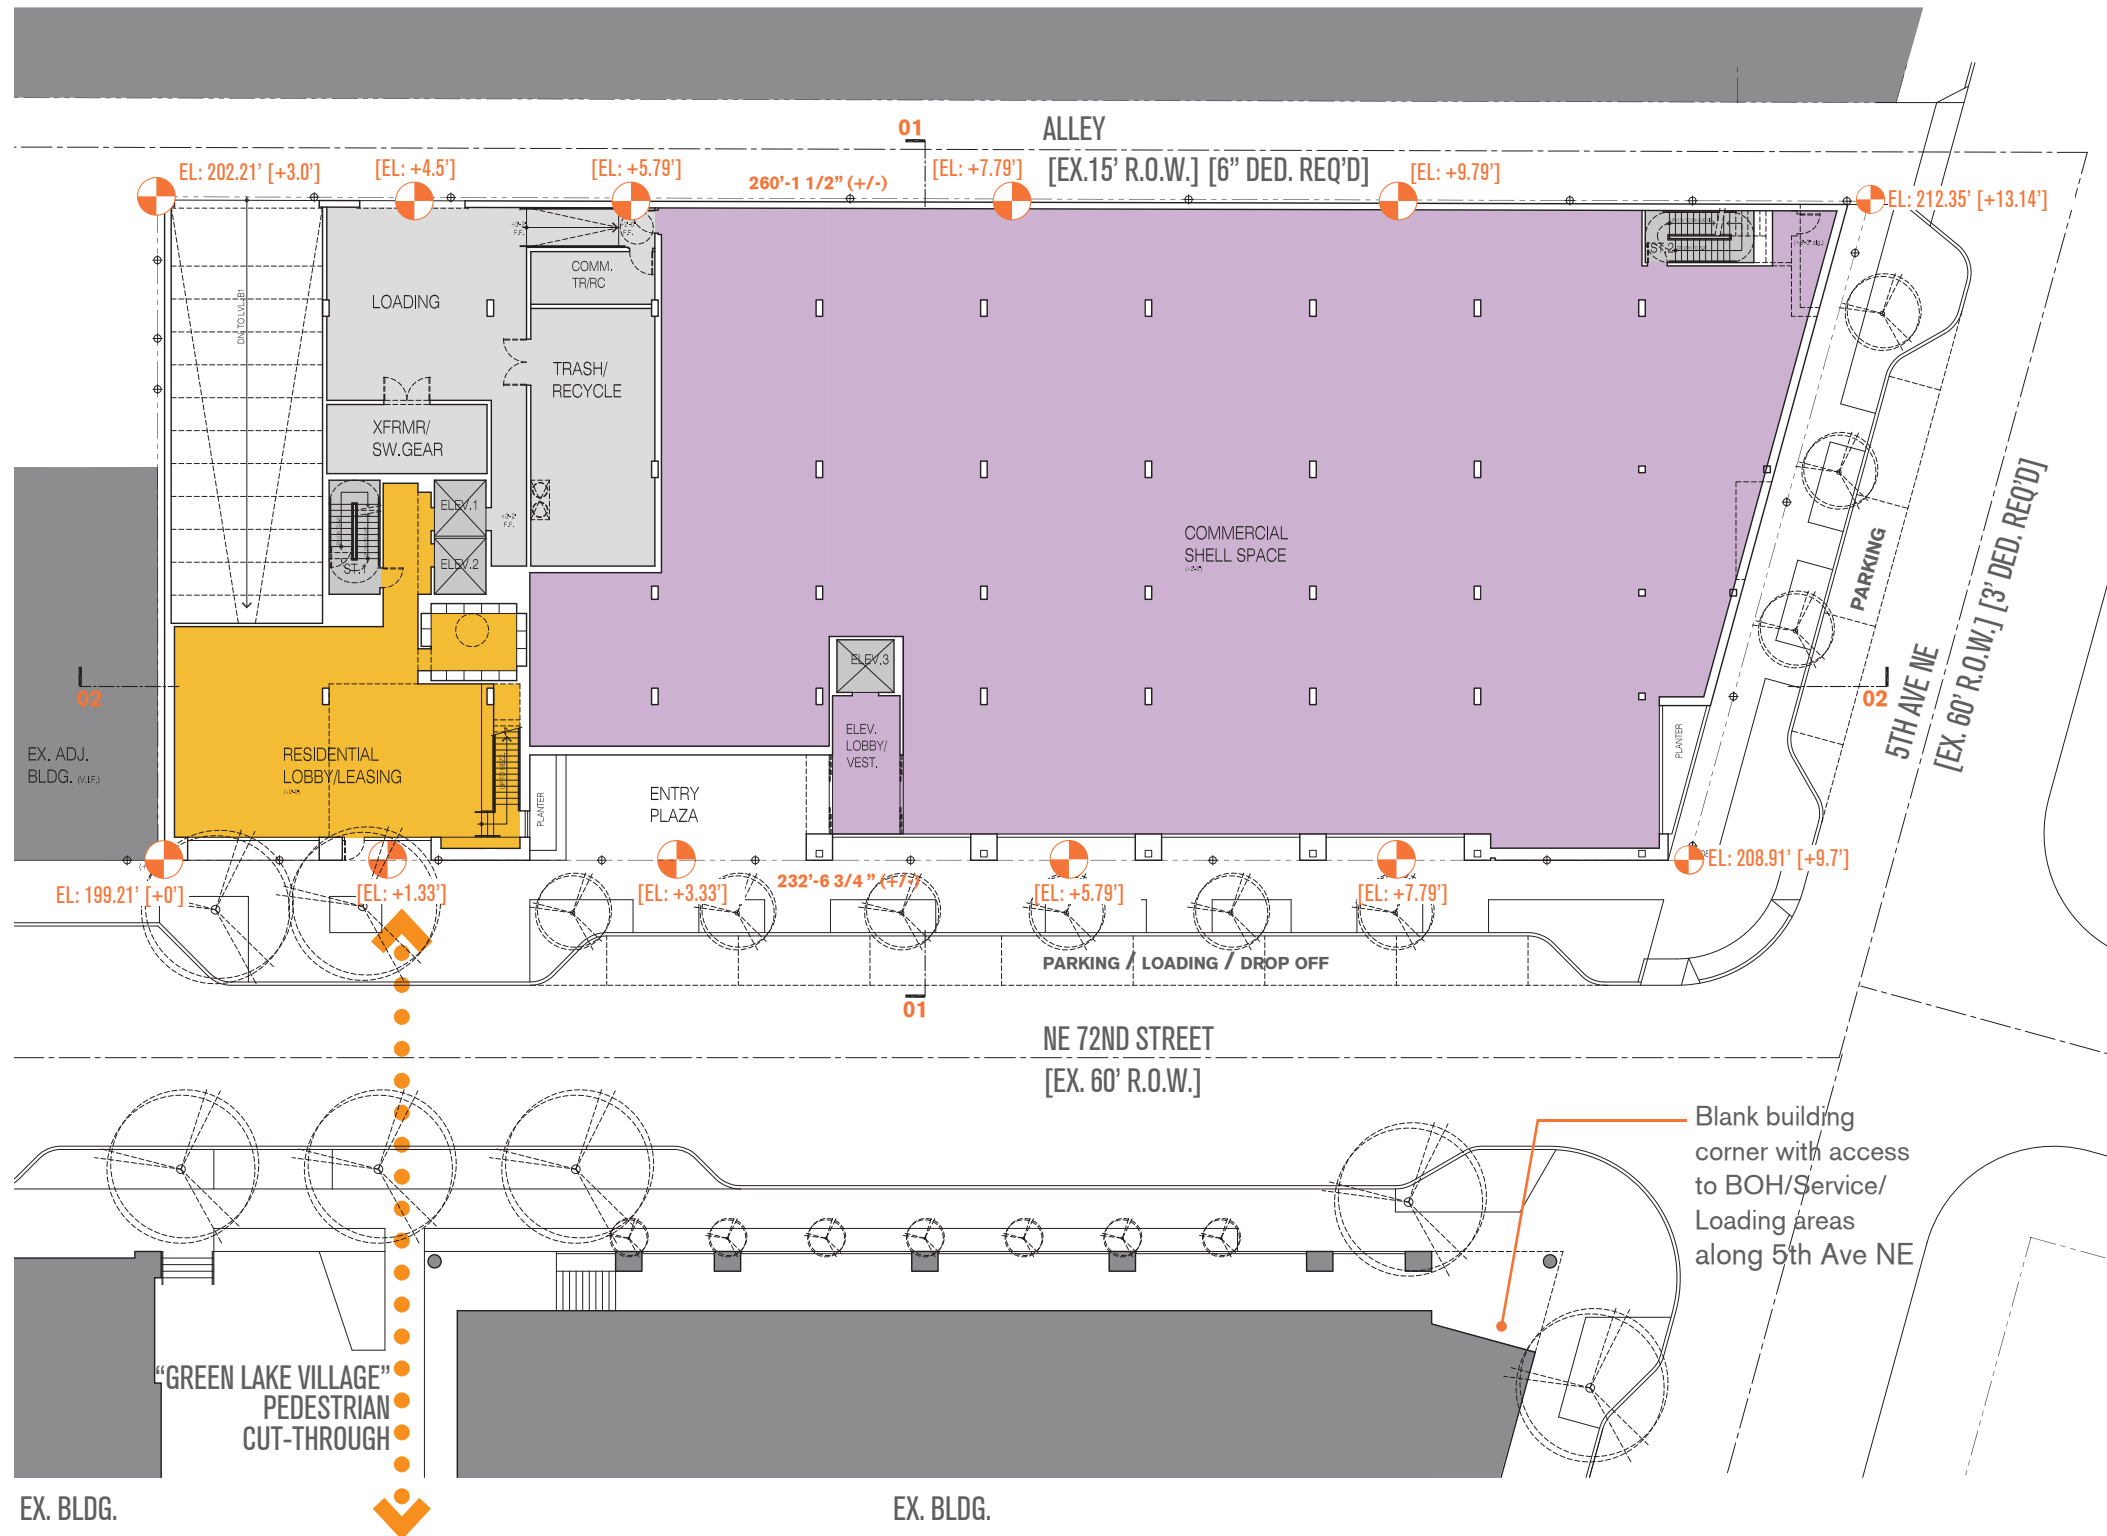 01
ALLEY
[EX.15’ R.O.W.] [6” DED. REQ’D]
EL: 202.21’ [+3.0’]
[EL: +4.5’]
[EL: +5.79’]
260’-1 1/2” (+/-)
[EL: +7.79’]
[EL: +9.79’]
EL: 212.35’ [+13.14’]
DN. TO LVL. B1
LOADING
COMM.
TR/RC
ST.2
TRASH/
RECYCLE
XFRMR/
SW.GEAR
ELEV.1
ELEV.2
ST.1
COMMERCIAL
SHELL SPACE
PARKING
5TH AVE NE
[EX. 60’ R.O.W.] [3’ DED. REQ’D]
02
02
ELEV.3
ELEV.
LOBBY/
VEST.
EX. ADJ.
BLDG. (V.I.F.)
RESIDENTIAL
LOBBY/LEASING
PLANTER
ENTRY
PLAZA
PLANTER
EL: 199.21’ [+0’]
[EL: +1.33’]
[EL: +3.33’]
232’-6 3/4 ” (+/-)
[EL: +5.79’]
[EL: +7.79’]
EL: 208.91’ [+9.7’]
PARKING / LOADING / DROP OFF
01
NE 72ND STREET
[EX. 60’ R.O.W.]
Blank building
corner with access
to BOH/Service/
Loading areas
along 5th Ave NE
“GREEN LAKE VILLAGE”
PEDESTRIAN
CUT-THROUGH
EX. BLDG.
EX. BLDG.